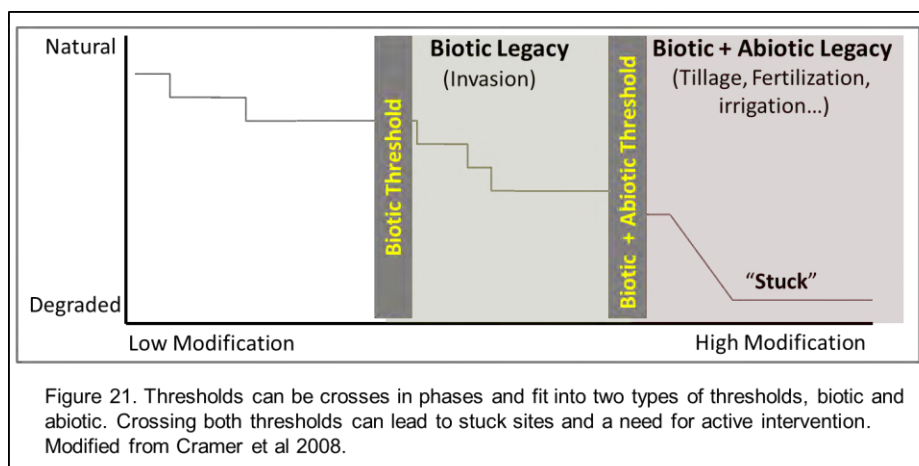 Natural
Biotic Legacy
(Invasion)
Biotic + Abiotic Legacy
(Tillage, Fertilization,
irrigation...)
Biotic Threshold
Biotic + Abiotic Threshold
"Stuck"
Degraded
Low Modification
High Modification
Figure 21. Thresholds can be crosses in phases and fit into two types of thresholds, biotic and
abiotic. Crossing both thresholds can lead to stuck sites and a need for active intervention.
Modified from Cramer et al 2008.